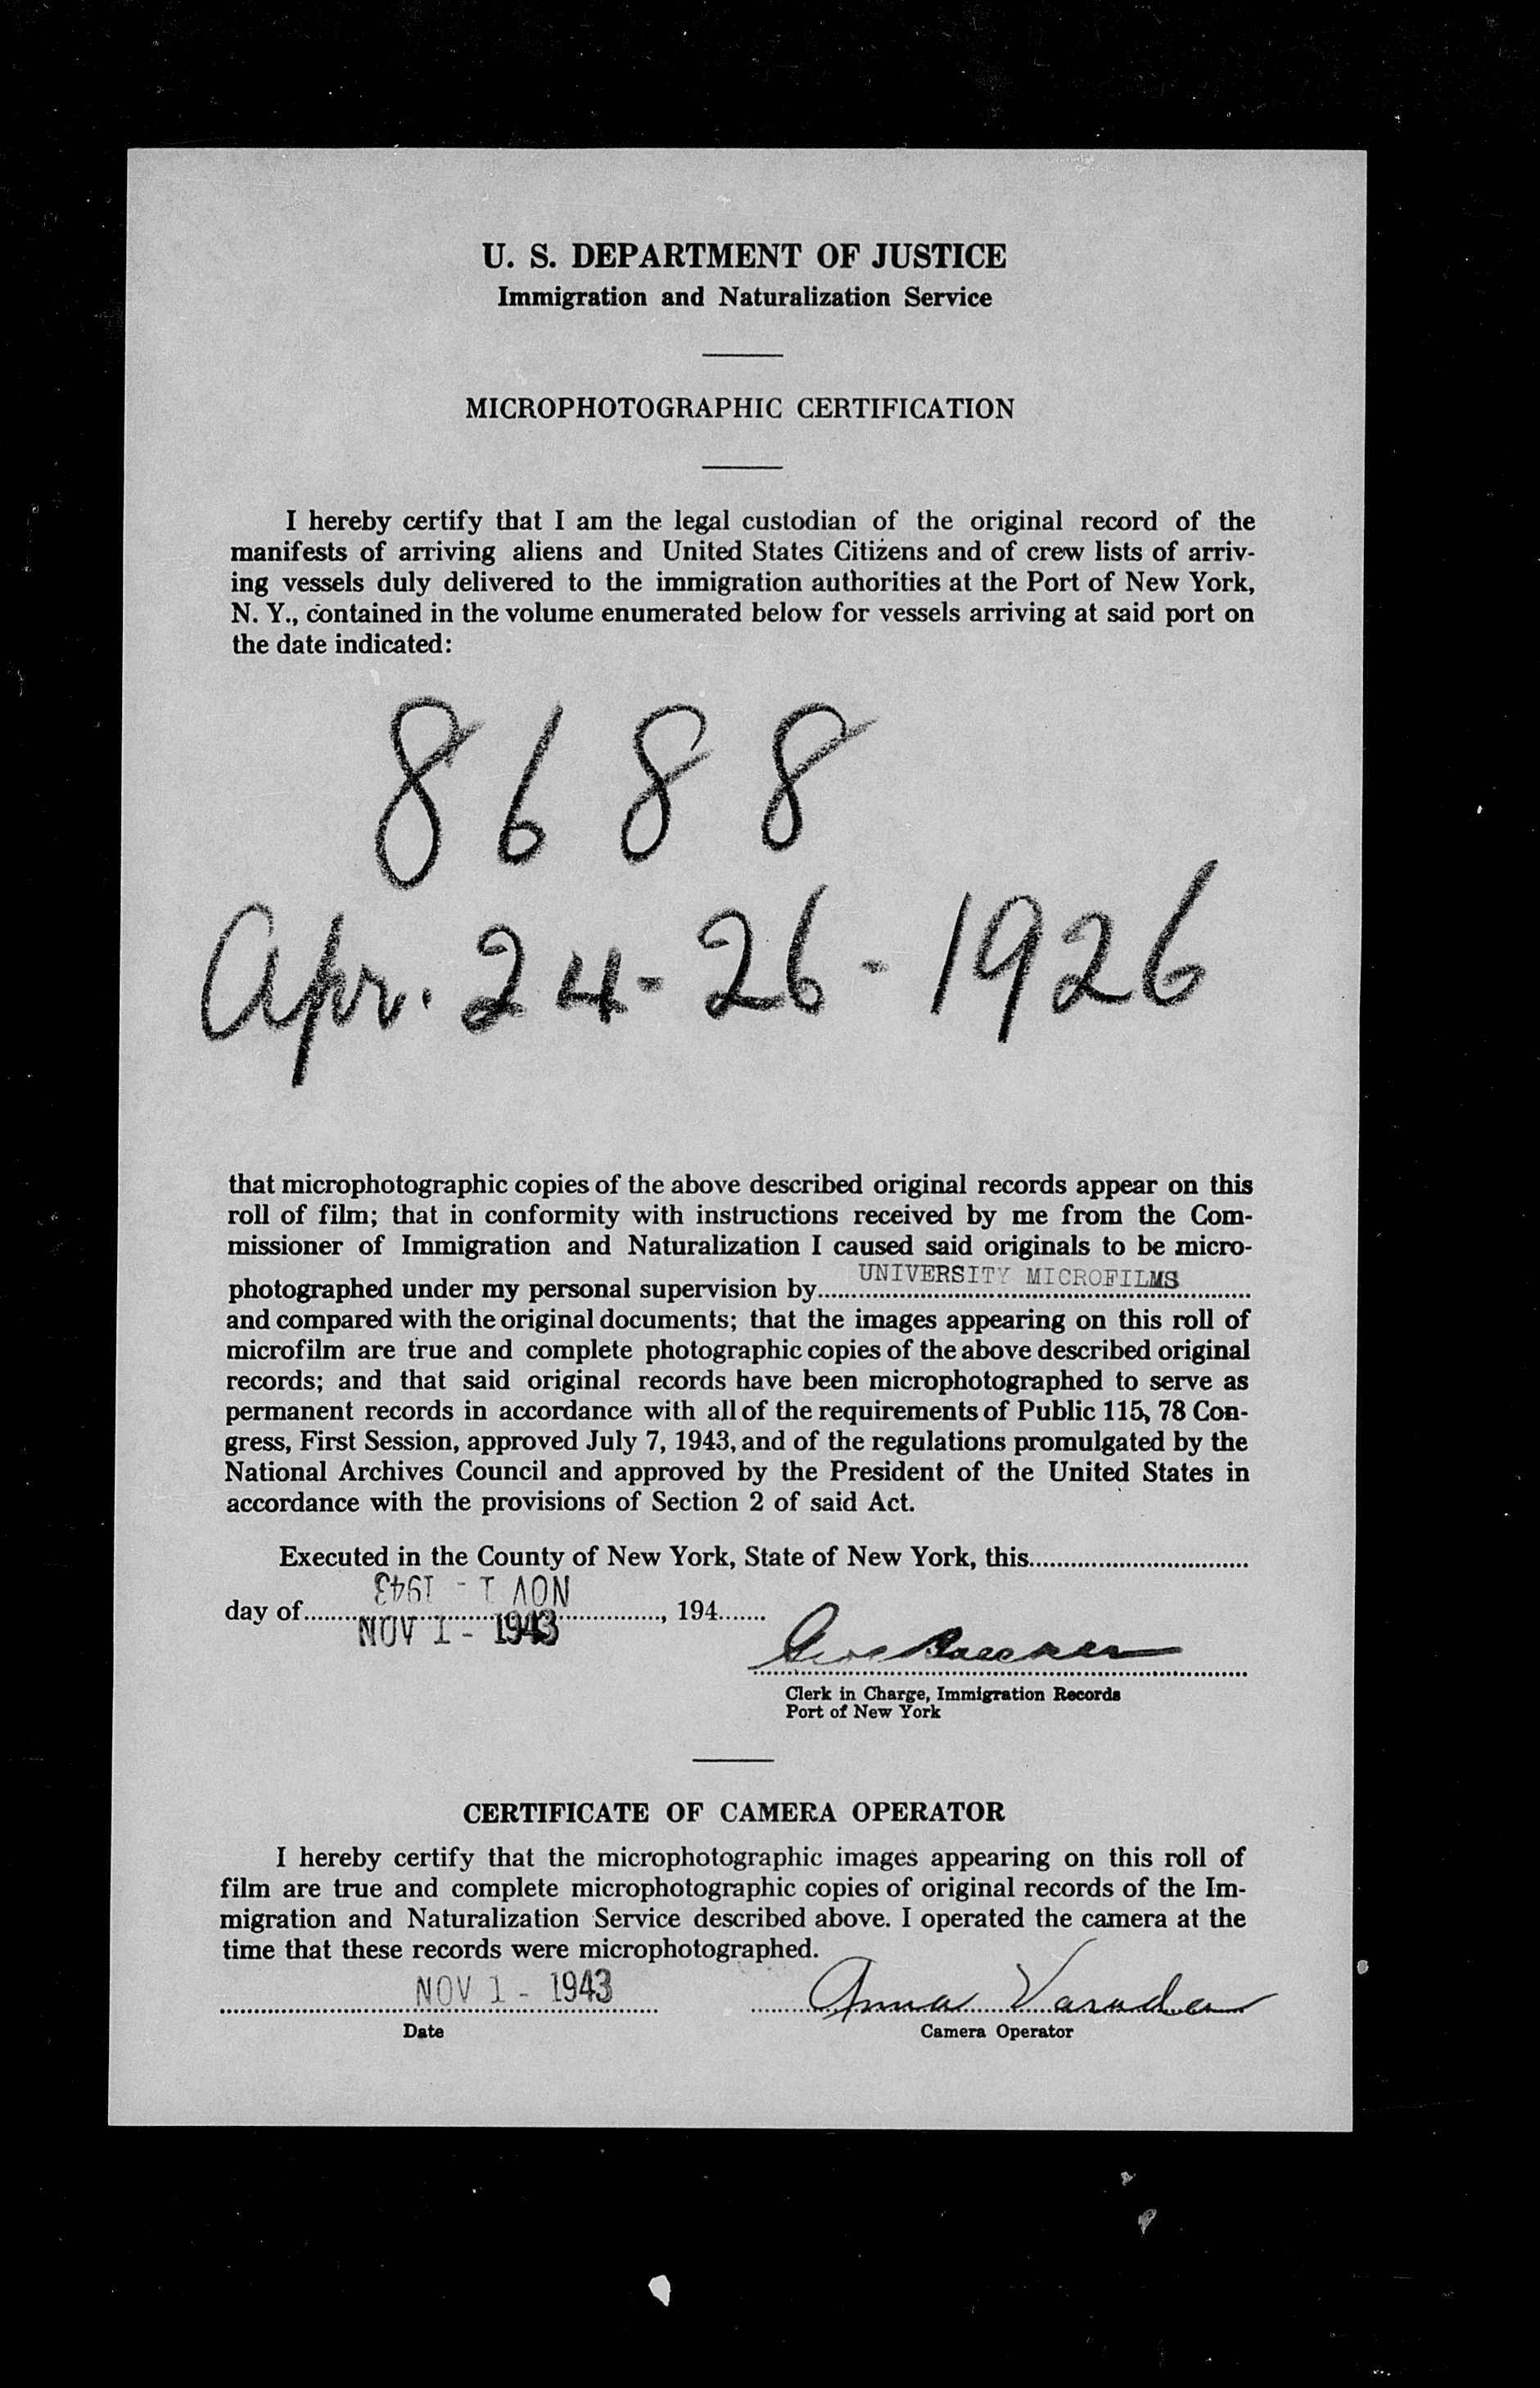 U. S. DEPARTMENT OF JUSTICE
Immigration and Naturalization Service
MICROPHOTOGRAPHIC CERTIFICATION
I hereby certify that I am the legal custodian of the original record of the
manifests of arriving aliens and United States Citizens and of crew lists of arriv-
ing vessels duly delivered to the immigration authorities at the Port of New York,
N. Y., contained in the volume enumerated below for vessels arriving at said port on
the date indicated:
8688
Apr. 24-26-1926
that microphotographic copies of the above described original records appear on this
roll of film; that in conformity with instructions received by me from the Com-
missioner of Immigration and Naturalization I caused said originals to be micro-
photographed under my personal supervision by UNIVERSITY MICROFILMS
and compared with the original documents; that the images appearing on this roll of
microfilm are true and complete photographic copies of the above described original
records; and that said original records have been microphotographed to serve as
permanent records in accordance with all of the requirements of Public 115, 78 Con-
gress, First Session, approved July 7, 1943, and of the regulations promulgated by the
National Archives Council and approved by the President of the United States in
accordance with the provisions of Section 2 of said Act.
Executed in the County of New York, State of New York, this
NOV 1 - 1943
day of , 194
NOV 1 - 1943
Clerk in Charge, Immigration Records
Port of New York
CERTIFICATE OF CAMERA OPERATOR
I hereby certify that the microphotographic images appearing on this roll of
film are true and complete microphotographic copies of original records of the Im-
migration and Naturalization Service described above. I operated the camera at the
time that these records were microphotographed.
NOV 1 - 1943 Anna
Date Camera Operator